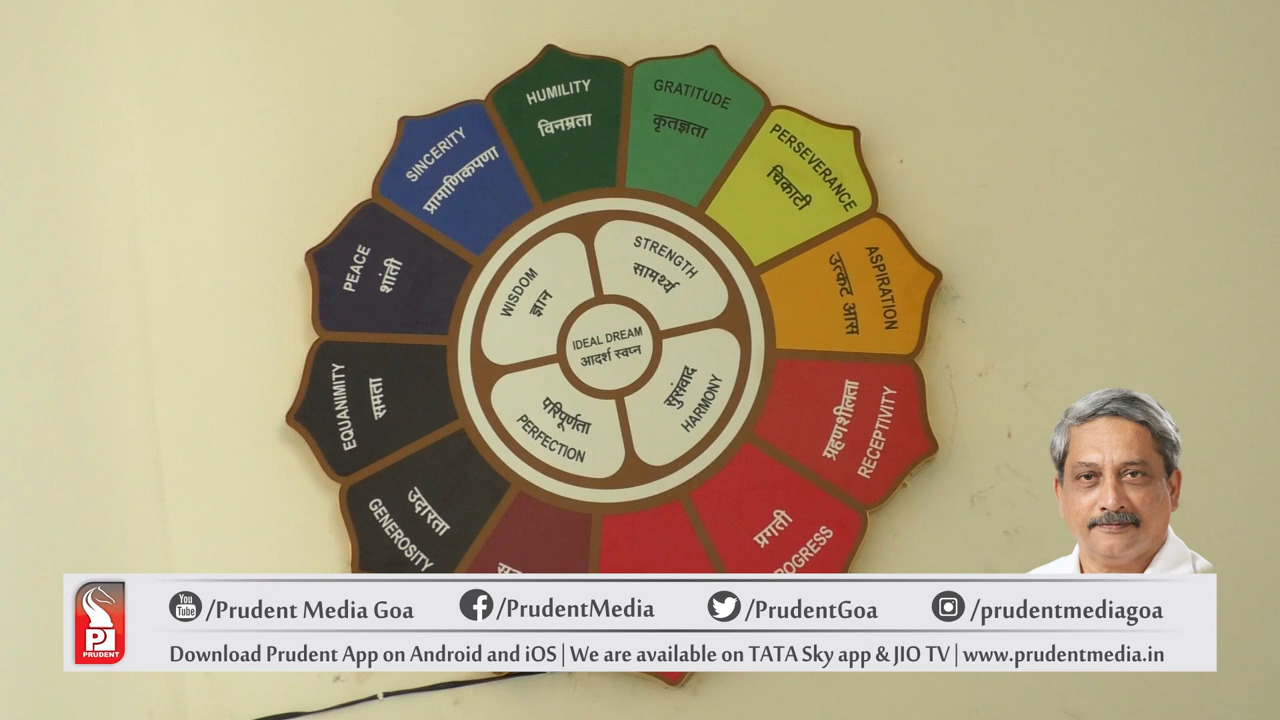 HUMILITY
विनम्रता
GRATITUDE
कृतज्ञता
PERSEVERANCE
चिकाटी
ASPIRATION
उत्कट आस
RECEPTIVITY
ग्रहणशीलता
PROGRESS
प्रगती
GENEROSITY
उदारता
EQUANIMITY
समता
PEACE
शांती
SINCERITY
प्रामाणिकपणा
STRENGTH
सामर्थ्य
HARMONY
सुसंवाद
PERFECTION
परिपूर्णता
WISDOM
ज्ञान
IDEAL DREAM
आदर्श स्वप्न
PRUDENT
You Tube /Prudent Media Goa
/PrudentMedia
/PrudentGoa
/prudentmediagoa
Download Prudent App on Android and iOS | We are available on TATA Sky app & JIO TV | www.prudentmedia.in